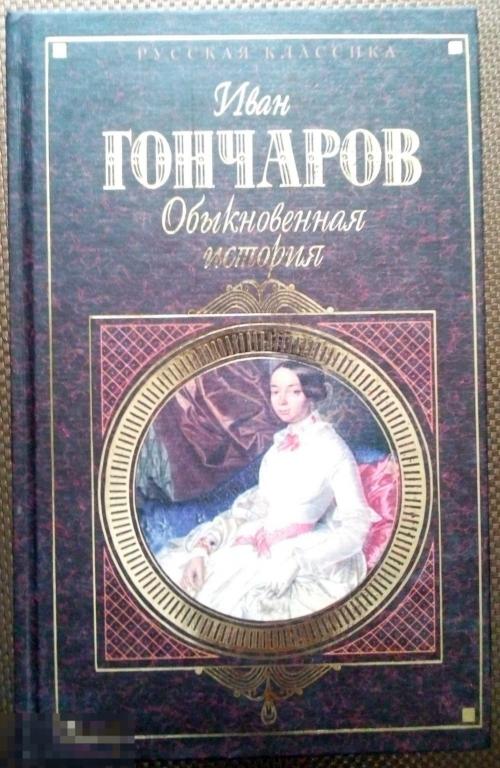 РУССКАЯ КЛАССИКА
Иван
ГОНЧАРОВ
Обыкновенная
история